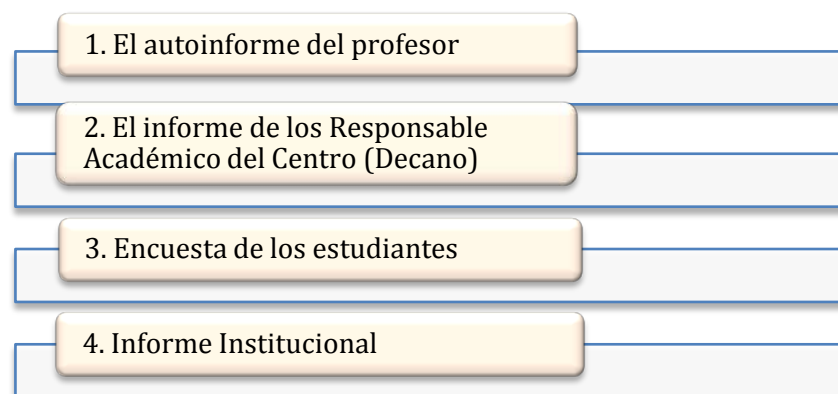 1. El autoinforme del profesor
2. El informe de los Responsable
Académico del Centro (Decano)
3. Encuesta de los estudiantes
4. Informe Institucional